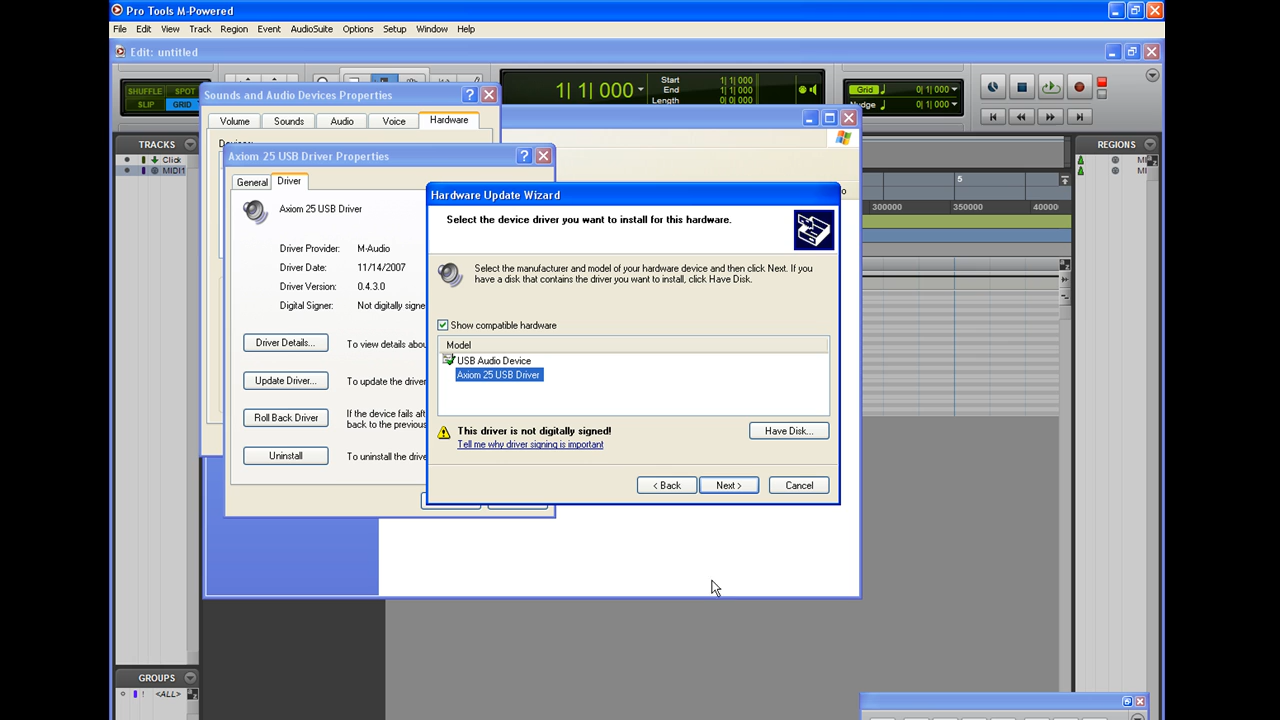 Pro Tools M-Powered
File Edit View Track Region Event AudioSuite Options Setup Window Help
Edit: untitled
SHUFFLE SPOT
SLIP GRID
1| 1| 000
Start 1| 1| 000
End 1| 1| 000
Length 0| 0| 000
Grid 0| 1| 000
Nudge 0| 1| 000
Sounds and Audio Devices Properties
Volume Sounds Audio Voice Hardware
TRACKS
Click
MIDI1
REGIONS
MI
MI
5
300000 350000 40000
Axiom 25 USB Driver Properties
General Driver
Axiom 25 USB Driver
Driver Provider: M-Audio
Driver Date: 11/14/2007
Driver Version: 0.4.3.0
Digital Signer: Not digitally signe
Driver Details... To view details abou
Update Driver... To update the driver
Roll Back Driver If the device fails afte
back to the previous
Uninstall To uninstall the drive
Hardware Update Wizard
Select the device driver you want to install for this hardware.
Select the manufacturer and model of your hardware device and then click Next. If you
have a disk that contains the driver you want to install, click Have Disk.
Show compatible hardware
Model
USB Audio Device
Axiom 25 USB Driver
This driver is not digitally signed!
Tell me why driver signing is important
Have Disk...
< Back Next > Cancel
GROUPS
! <ALL>